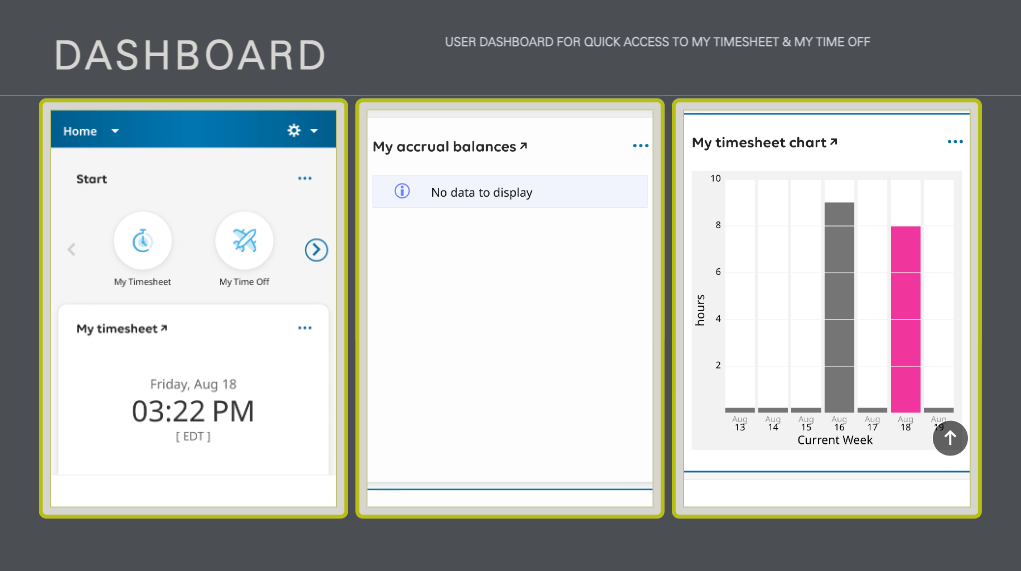 DASHBOARD
USER DASHBOARD FOR QUICK ACCESS TO MY TIMESHEET & MY TIME OFF
Home
Start
My Timesheet
My Time Off
My timesheet
Friday, Aug 18
03:22 PM
[ EDT ]
My accrual balances
No data to display
My timesheet chart
10
8
6
4
2
hours
Aug 13
Aug 14
Aug 15
Aug 16
Aug 17
Aug 18
Aug 19
Current Week